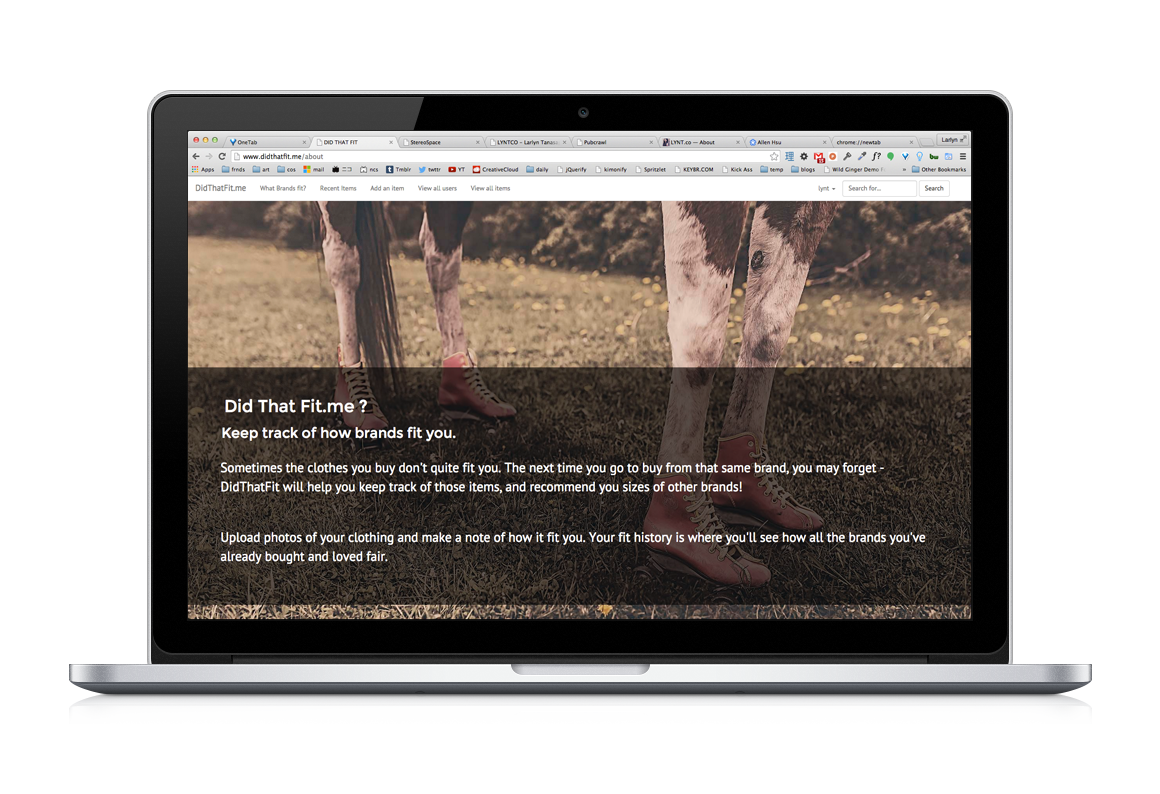 OneTab
DID THAT FIT
StereoSpace
LYNTCO - Larlyn Tanas
Pubcrawl
LYNT.co — About
Allen Hsu
chrome://newtab
Larlyn
www.didthatfit.me/about
Apps
frnds
art
cos
mail
ココ
ncs
Tmblr
twttr
YT
CreativeCloud
daily
jQuerify
kimonify
Spritzlet
KEYBR.COM
Kick Ass
temp
blogs
Wild Ginger Demo
»
Other Bookmarks
DidThatFit.me
What Brands fit?
Recent Items
Add an item
View all users
View all items
lynt
Search for...
Search
Did That Fit.me ?
Keep track of how brands fit you.
Sometimes the clothes you buy don't quite fit you. The next time you go to buy from that same brand, you may forget -
DidThatFit will help you keep track of those items, and recommend you sizes of other brands!
Upload photos of your clothing and make a note of how it fit you. Your fit history is where you'll see how all the brands you've
already bought and loved fair.